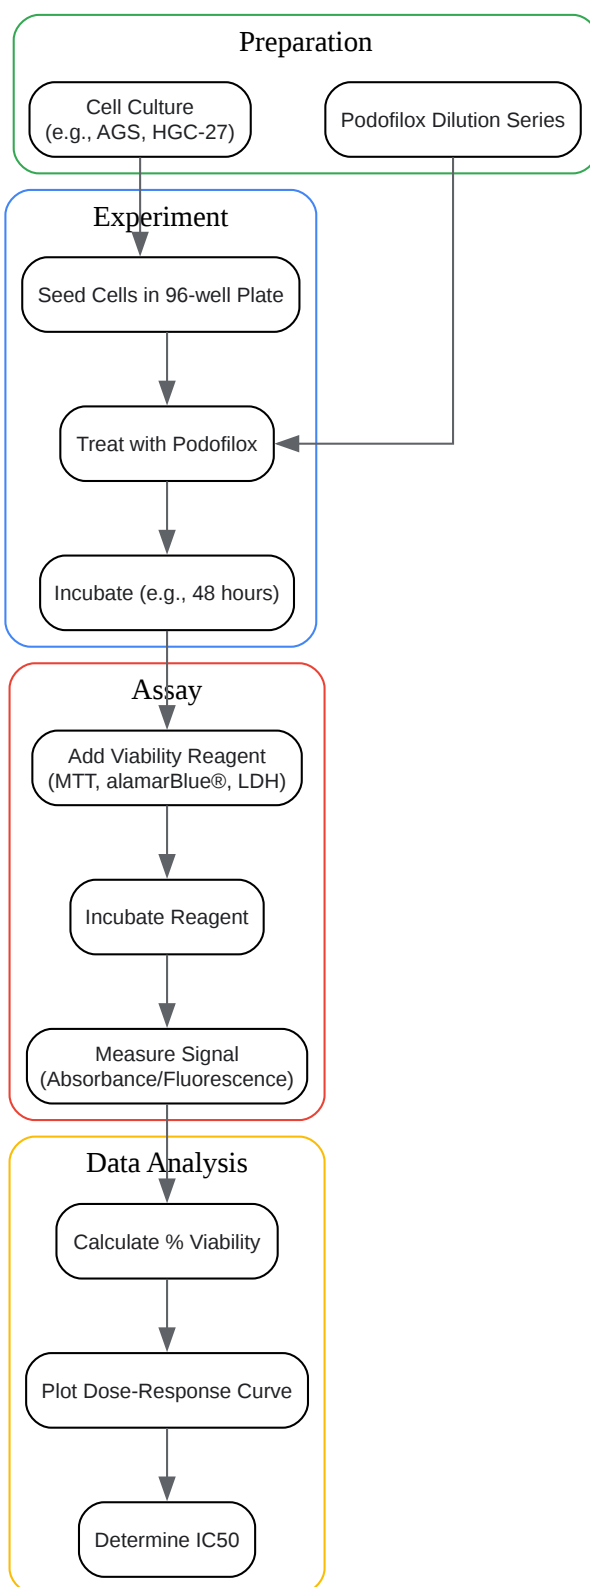 Preparation
Cell Culture
(e.g., AGS, HGC-27)
Podofilox Dilution Series
Experiment
Seed Cells in 96-well Plate
Treat with Podofilox
Incubate (e.g., 48 hours)
Assay
Add Viability Reagent
(MTT, alamarBlue®, LDH)
Incubate Reagent
Measure Signal
(Absorbance/Fluorescence)
Data Analysis
Calculate % Viability
Plot Dose-Response Curve
Determine IC50